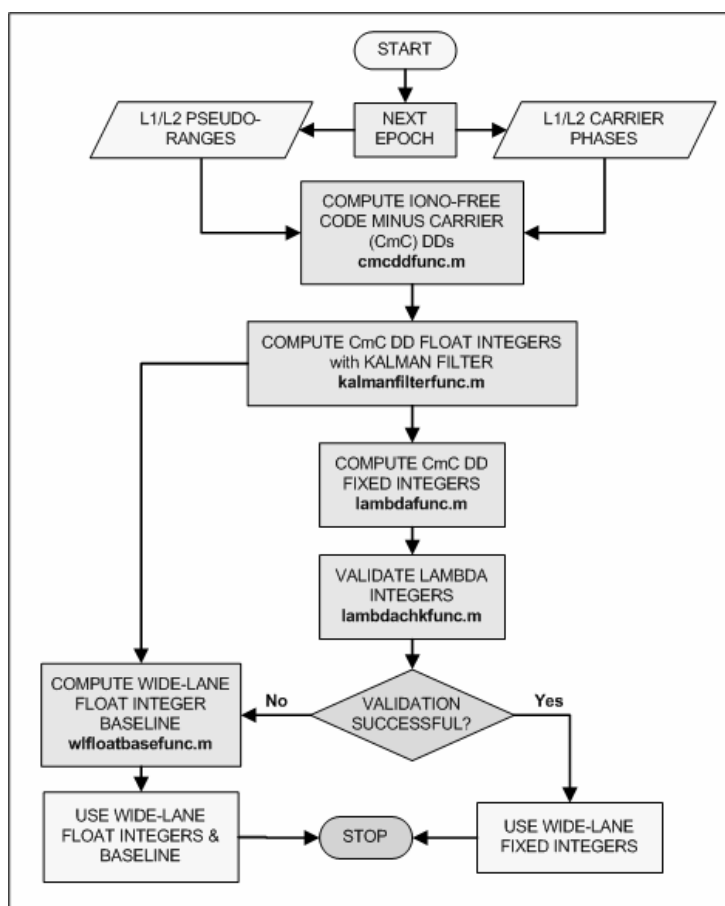 START
L1/L2 PSEUDO-
RANGES
NEXT
EPOCH
L1/L2 CARRIER
PHASES
COMPUTE IONO-FREE
CODE MINUS CARRIER
(CmC) DDs
cmcddfunc.m
COMPUTE CmC DD FLOAT INTEGERS
with KALMAN FILTER
kalmanfilterfunc.m
COMPUTE CmC DD
FIXED INTEGERS
lambdafunc.m
VALIDATE LAMBDA
INTEGERS
lambdachkfunc.m
COMPUTE WIDE-LANE
FLOAT INTEGER
BASELINE
wlfloatbasefunc.m
No
VALIDATION
SUCCESSFUL?
Yes
USE WIDE-LANE
FLOAT INTEGERS &
BASELINE
STOP
USE WIDE-LANE
FIXED INTEGERS